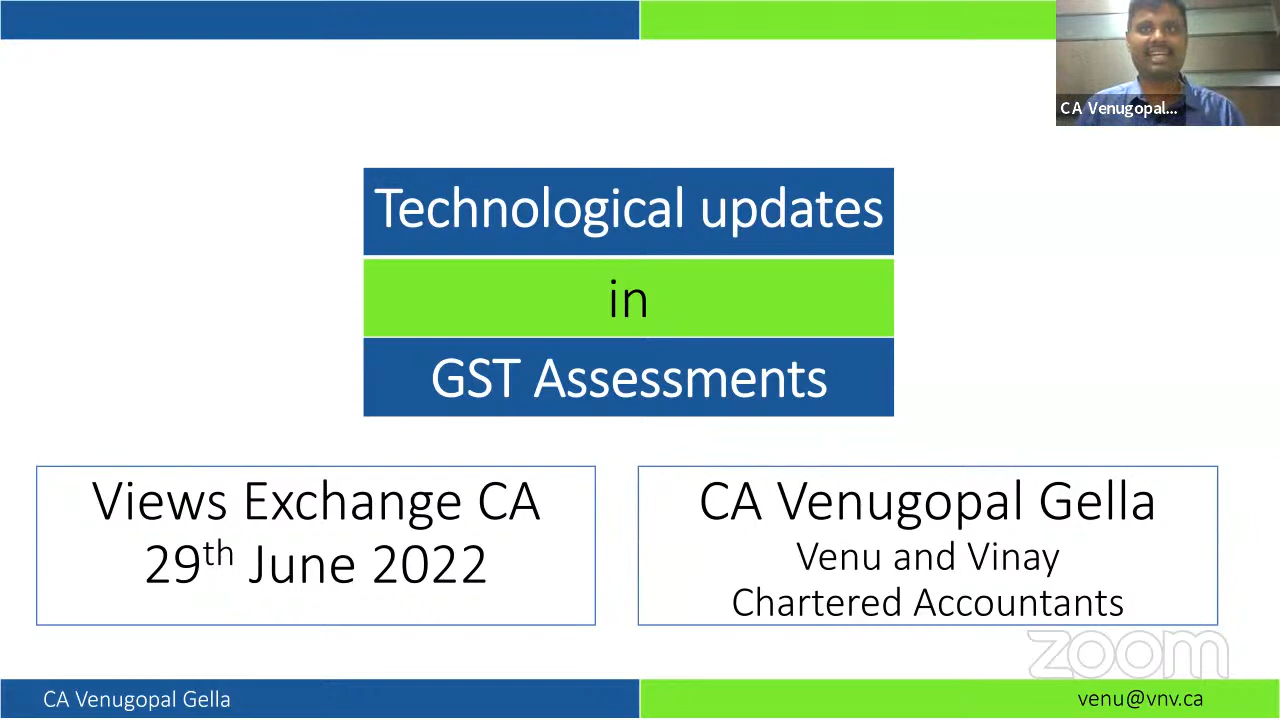 CA Venugopal...
Technological updates
in
GST Assessments
Views Exchange CA
29th June 2022
CA Venugopal Gella
Venu and Vinay
Chartered Accountants
zoom
CA Venugopal Gella
venu@vnv.ca